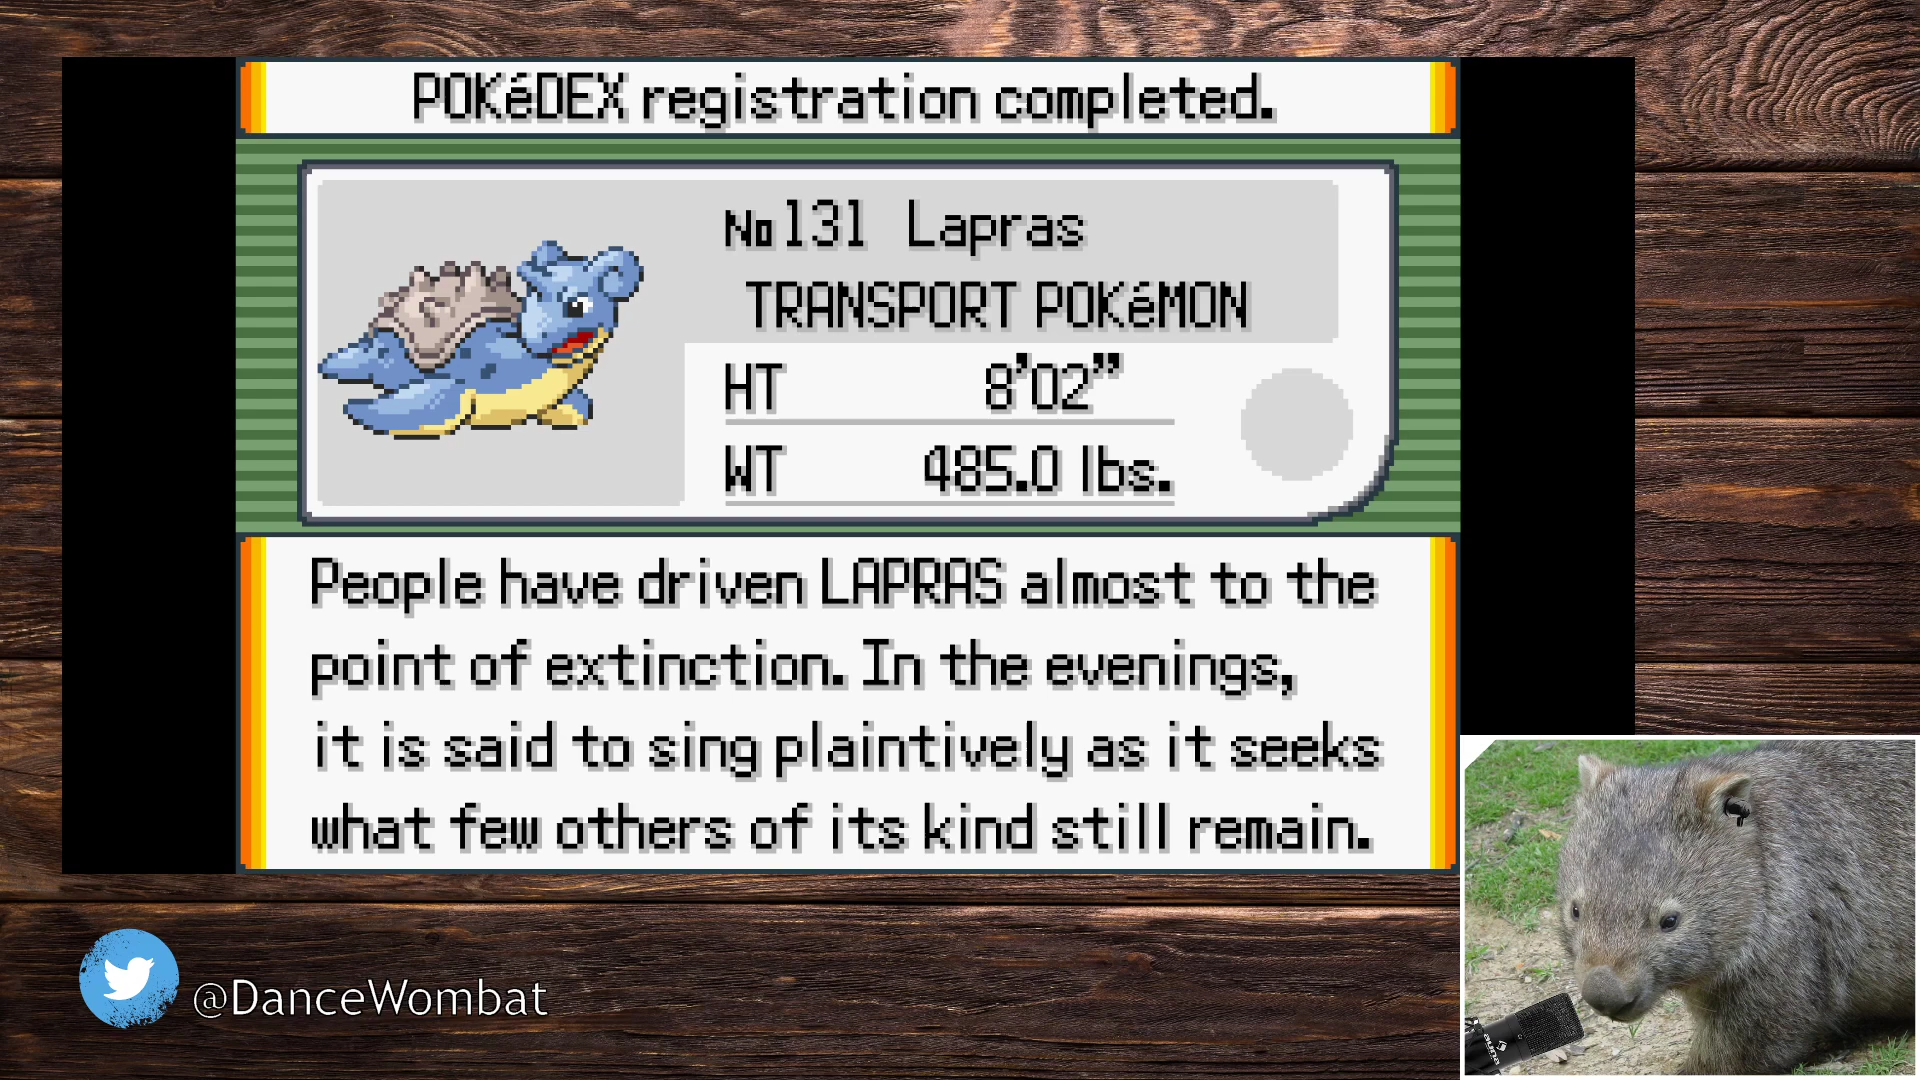 POKéDEX registration completed.
No131 Lapras
TRANSPORT POKéMON
HT 8’02”
WT 485.0 lbs.
People have driven LAPRAS almost to the
point of extinction. In the evenings,
it is said to sing plaintively as it seeks
what few others of its kind still remain.
@DanceWombat
auna